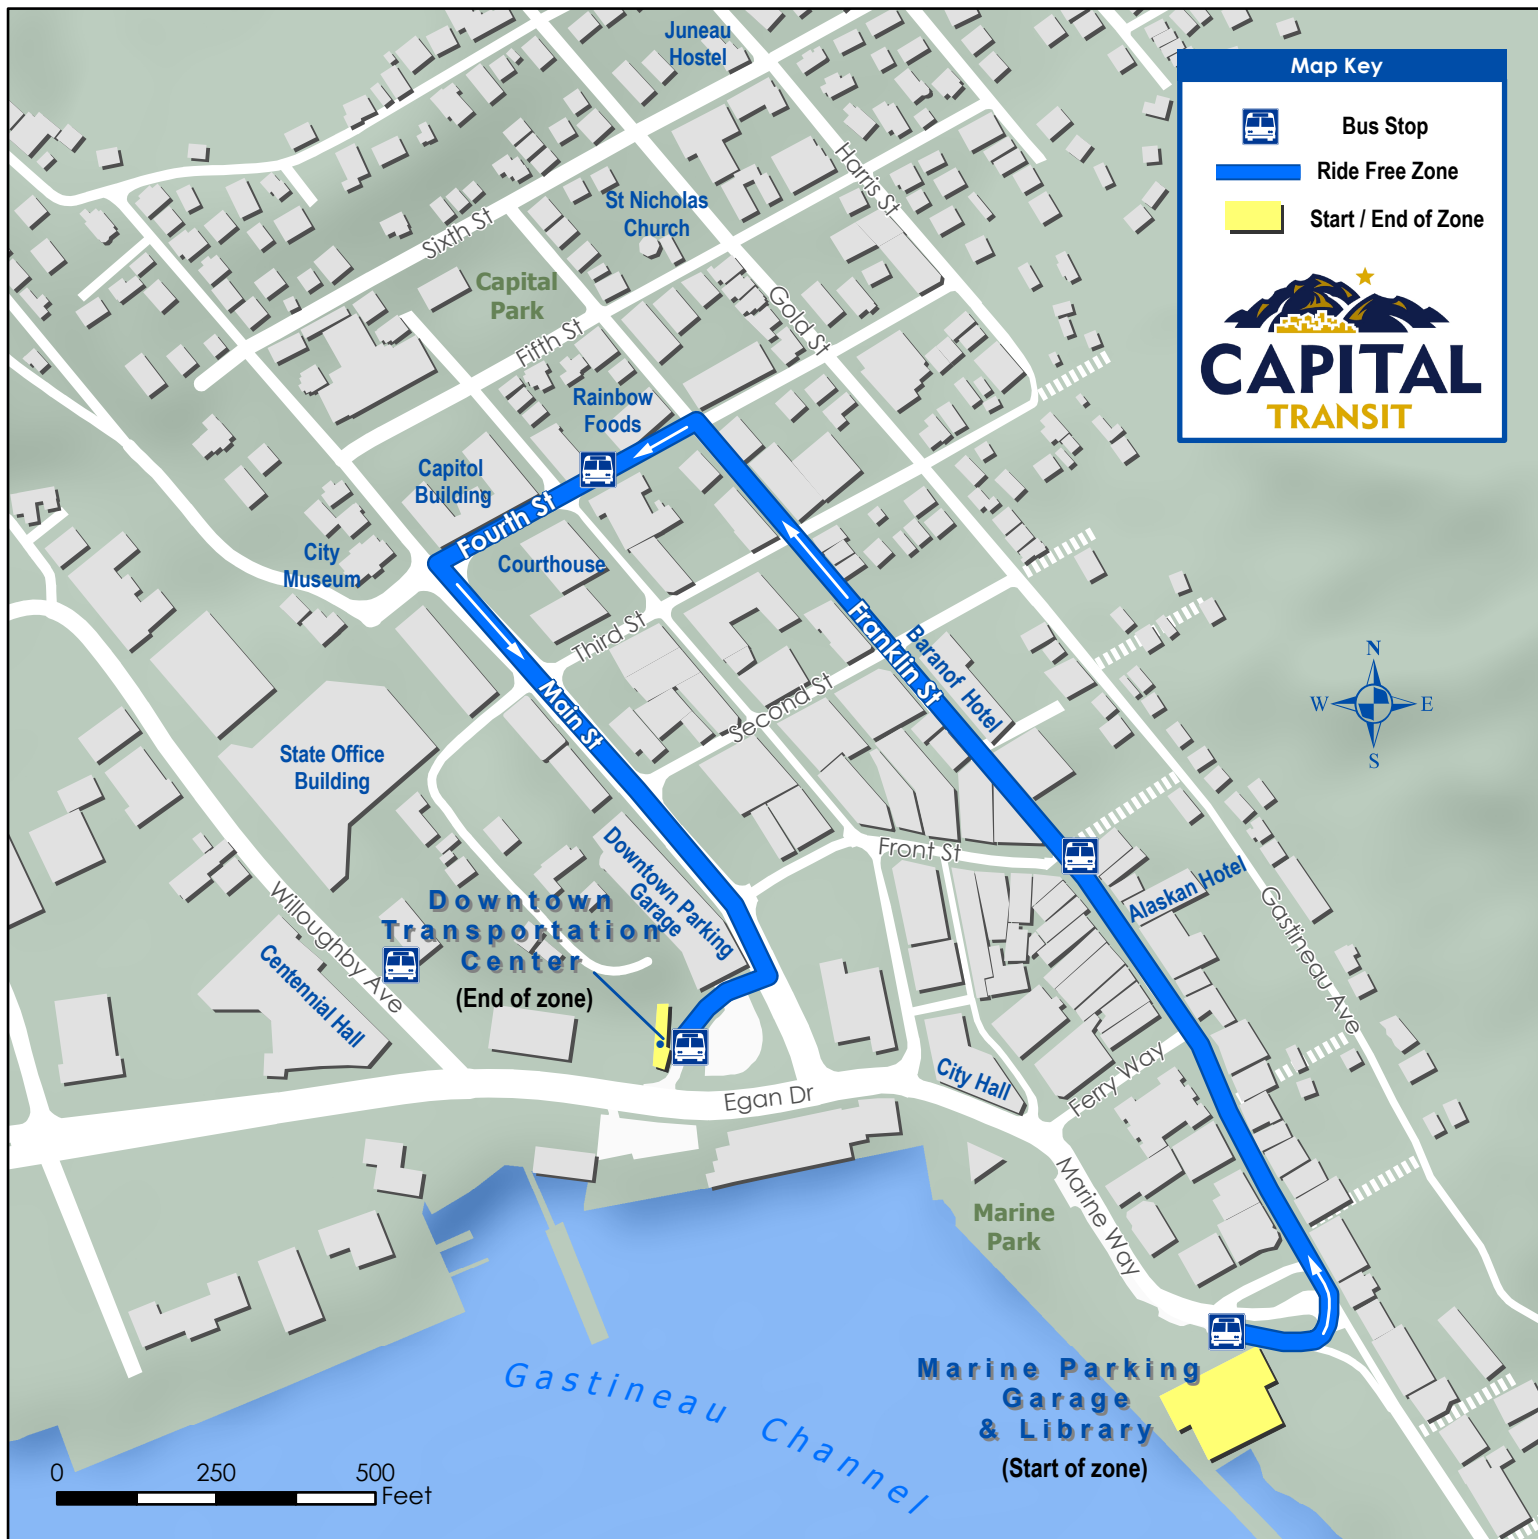 Juneau
Hostel
Map Key
Bus Stop
Ride Free Zone
Start / End of Zone
CAPITAL
TRANSIT
Harris St
St Nicholas
Church
Sixth St
Capital
Park
Gold St
Fifth St
Rainbow
Foods
Capitol
Building
Fourth St
City
Museum
Courthouse
Third St
Franklin St
Baranof Hotel
Main St
Second St
N
W
E
S
State Office
Building
Downtown Parking
Garage
Front St
Alaskan Hotel
Gastineau Ave
Willoughby Ave
Downtown
Transportation
Center
(End of zone)
Centennial Hall
City Hall
Ferry Way
Egan Dr
Marine Way
Marine
Park
Marine Parking
Garage
& Library
(Start of zone)
Gastineau Channel
0 250 500
Feet